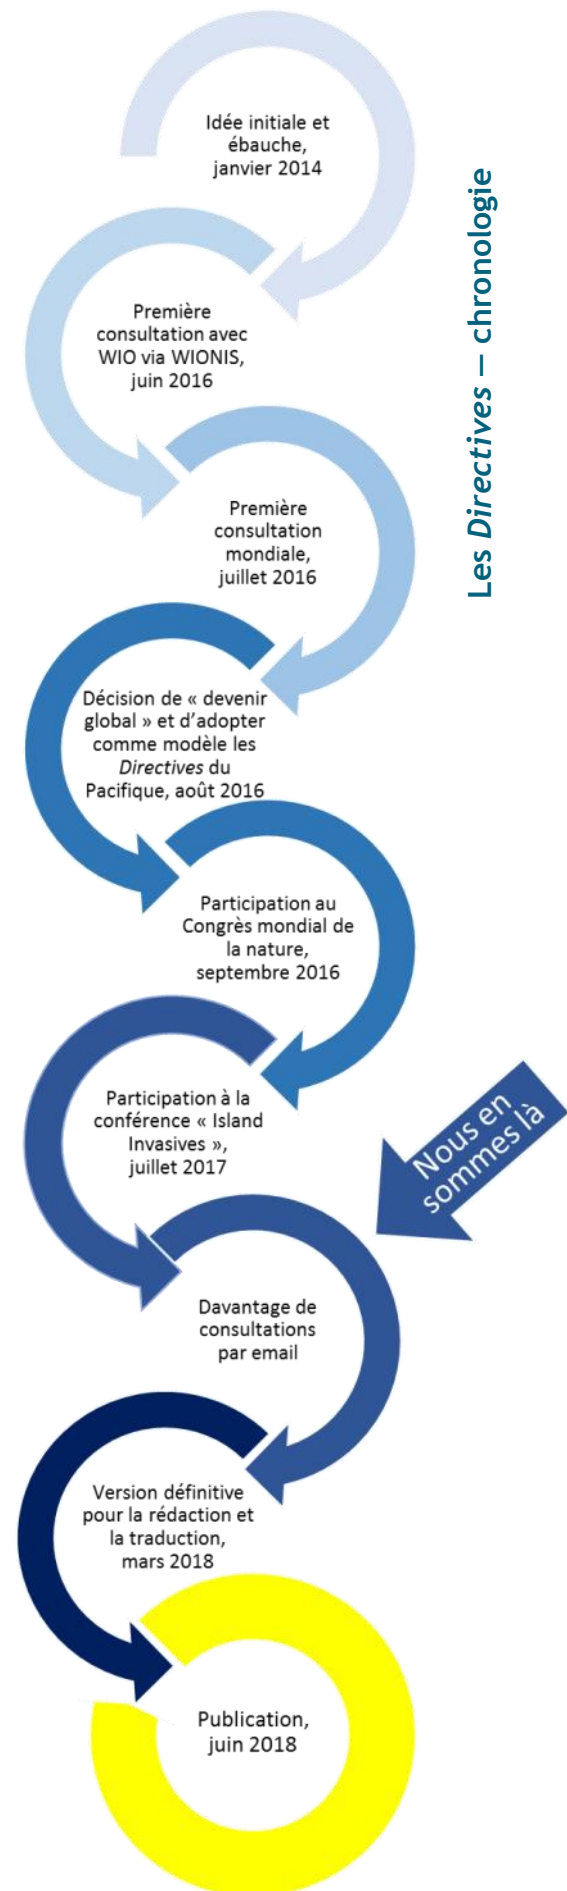 Les Directives — chronologie
Idée initiale et
ébauche,
janvier 2014
Première
consultation avec
WIO via WIONIS,
juin 2016
Première
consultation
mondiale,
juillet 2016
Décision de « devenir
global » et d’adopter
comme modèle les
Directives du
Pacifique, août 2016
Participation au
Congrès mondial de
la nature,
septembre 2016
Participation à la
conférence « Island
Invasives »,
juillet 2017
Nous en
sommes là
Davantage de
consultations
par email
Version définitive
pour la rédaction et
la traduction,
mars 2018
Publication,
juin 2018